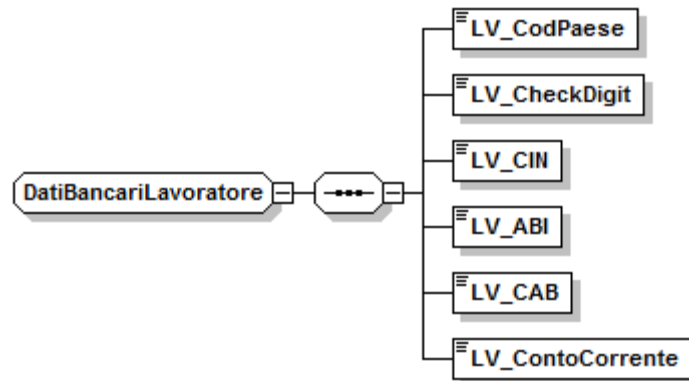 LV_CodPaese
LV_CheckDigit
LV_CIN
DatiBancariLavoratore
LV_ABI
LV_CAB
LV_ContoCorrente